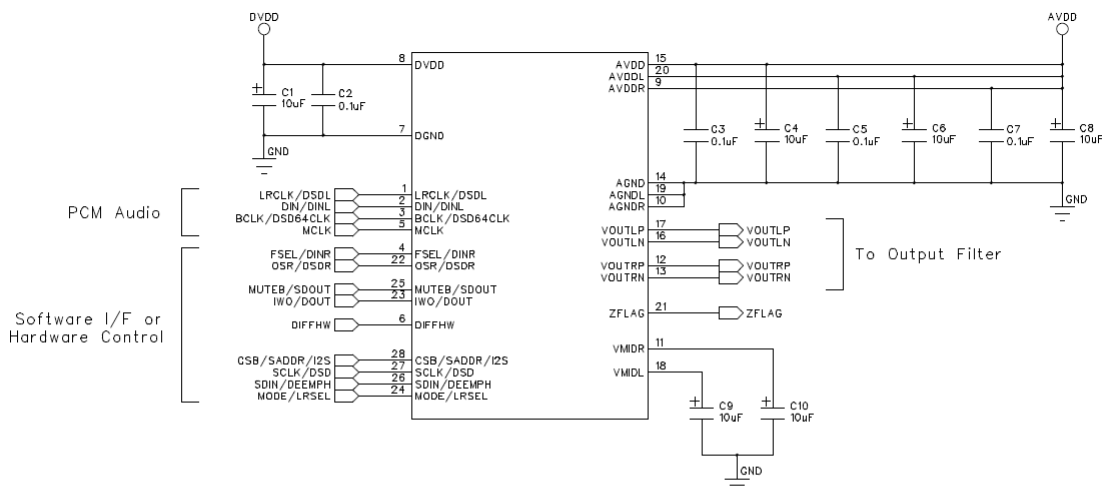 DVDD
AVDD
8
DVDD
C1
10uF
C2
0.1uF
7
DGND
GND
15
AVDD
20
AVDDL
9
AVDDR
C3
0.1uF
C4
10uF
C5
0.1uF
C6
10uF
C7
0.1uF
C8
10uF
14
AGND
19
AGNDL
10
AGNDR
GND
PCM Audio
LRCLK/DSDL
1
LRCLK/DSDL
DIN/DINL
2
DIN/DINL
BCLK/DSD64CLK
3
BCLK/DSD64CLK
MCLK
5
MCLK
Software I/F or
Hardware Control
FSEL/DINR
4
FSEL/DINR
OSR/DSDR
22
OSR/DSDR
MUTEB/SDOUT
25
MUTEB/SDOUT
IWO/DOUT
23
IWO/DOUT
DIFFHW
6
DIFFHW
CSB/SADDR/I2S
28
CSB/SADDR/I2S
SCLK/DSD
27
SCLK/DSD
SDIN/DEEMPH
26
SDIN/DEEMPH
MODE/LRSEL
24
MODE/LRSEL
VOUTLP
17
VOUTLP
VOUTLN
16
VOUTLN
VOUTRP
12
VOUTRP
VOUTRN
13
VOUTRN
To Output Filter
ZFLAG
21
ZFLAG
VMIDR
11
VMIDL
18
C9
10uF
C10
10uF
GND